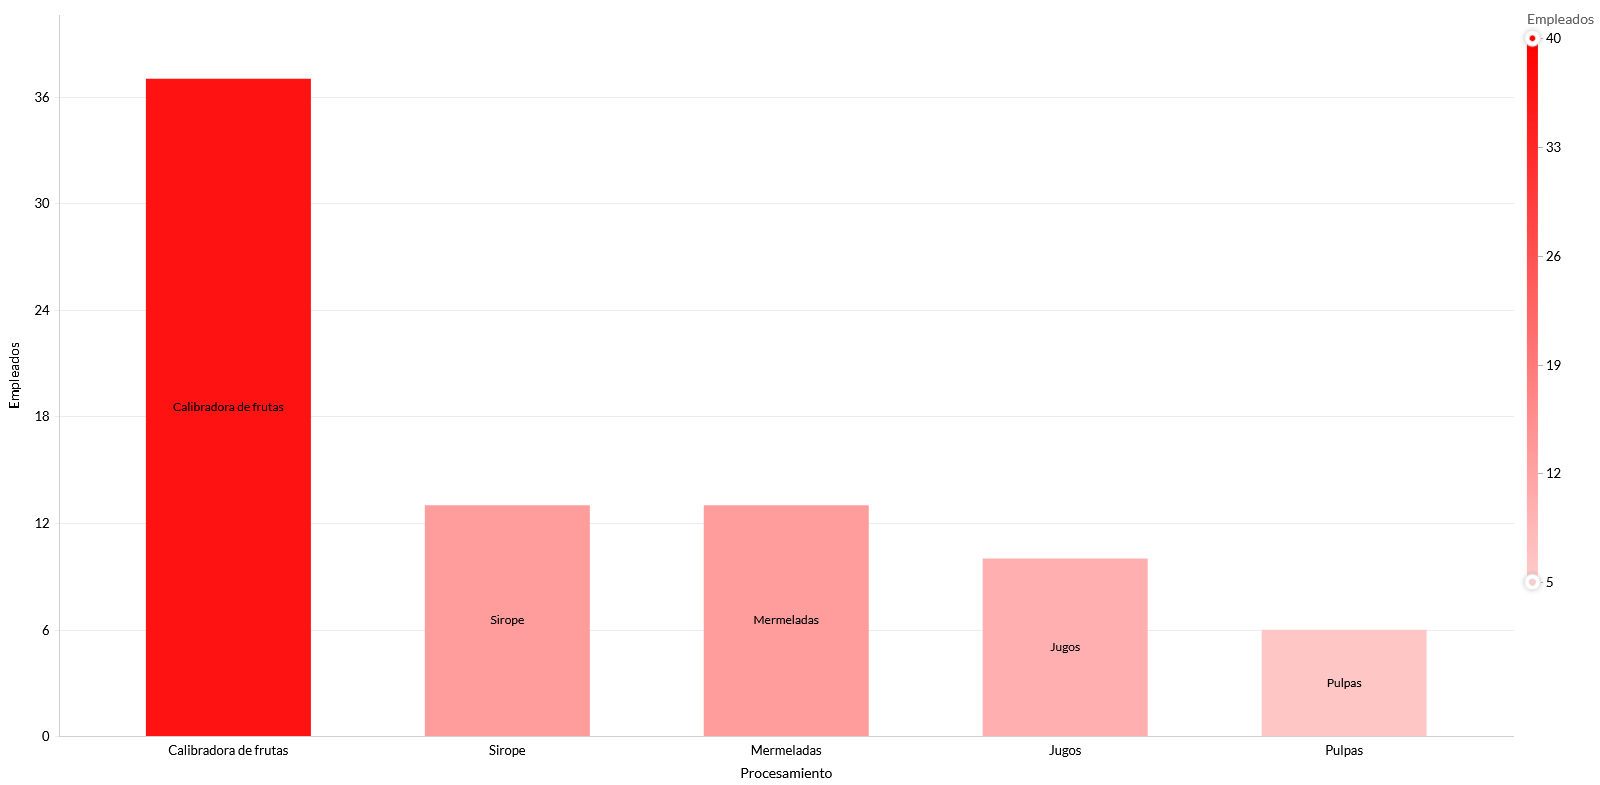 Empleados
40
33
26
19
12
5
Empleados
36
30
24
18
12
6
0
Calibradora de frutas
Sirope
Mermeladas
Jugos
Pulpas
Calibradora de frutas
Sirope
Mermeladas
Jugos
Pulpas
Procesamiento